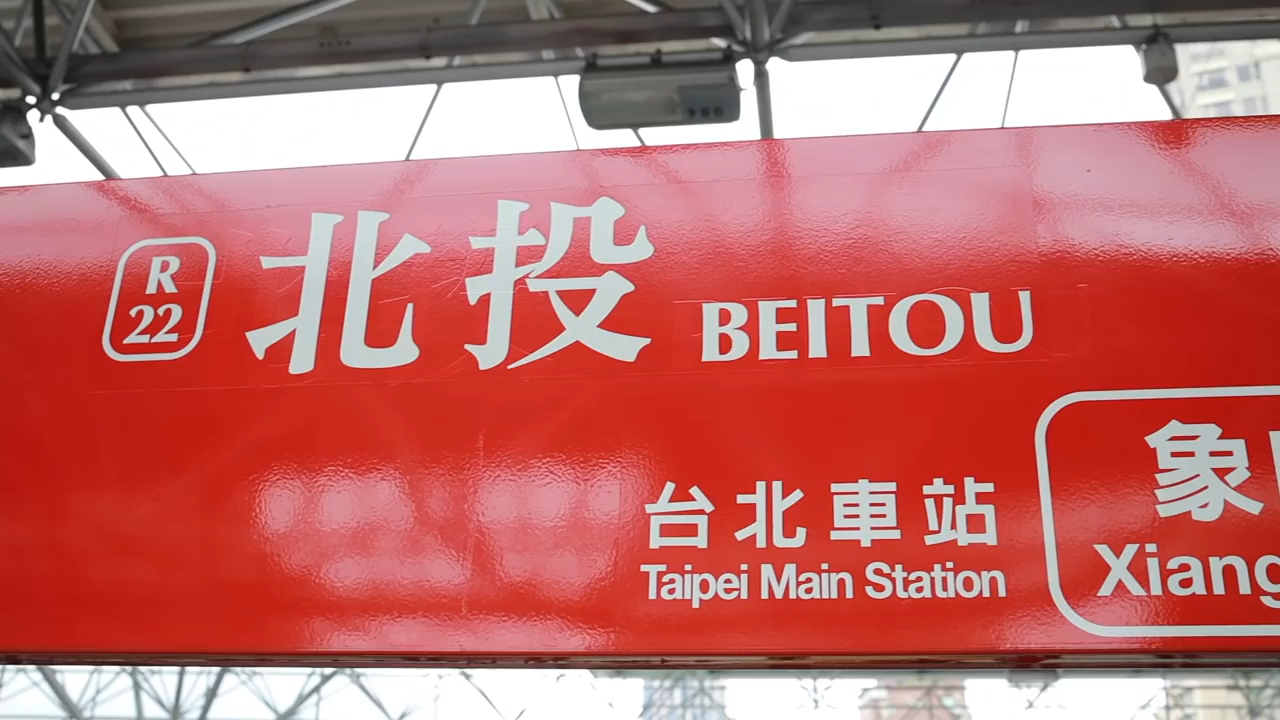 R
22
北投 BEITOU
台北車站
Taipei Main Station
象
Xiang